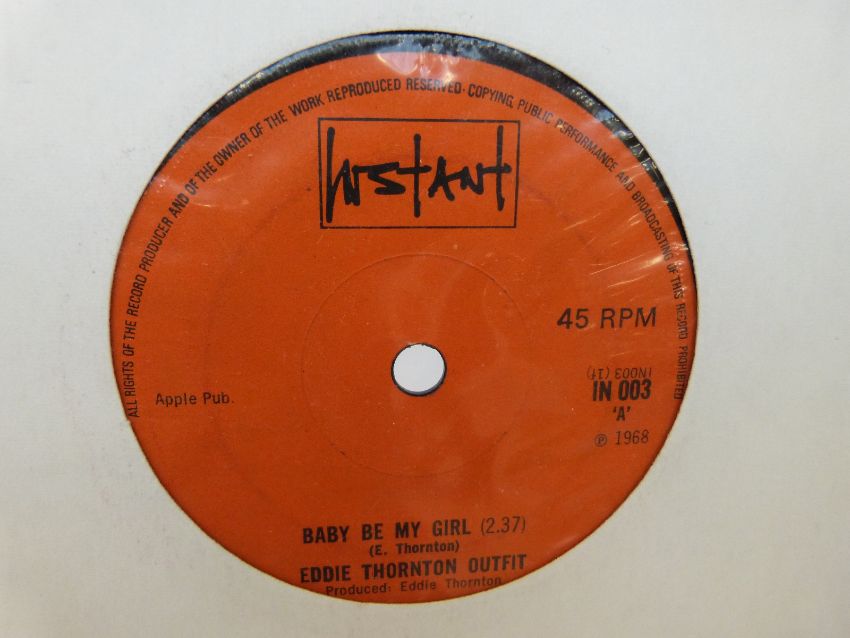 ALL RIGHTS OF THE RECORD PRODUCER AND OF THE OWNER OF THE WORK REPRODUCED RESERVED· COPYING, PUBLIC PERFORMANCE AND BROADCASTING OF THIS RECORD PROHIBITED
INSTANT
45 RPM
IN003 (1f)
IN 003
'A'
℗ 1968
Apple Pub.
BABY BE MY GIRL (2.37)
(E. Thornton)
EDDIE THORNTON OUTFIT
Produced: Eddie Thornton